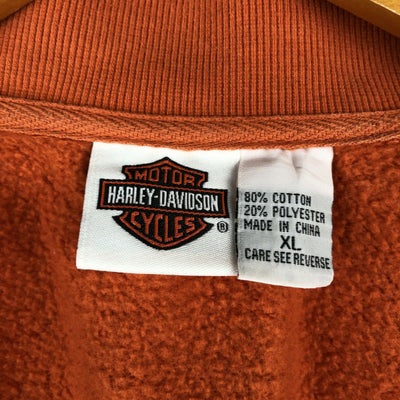 MOTOR
HARLEY-DAVIDSON
CYCLES ®
80% COTTON
20% POLYESTER
MADE IN CHINA
XL
CARE SEE REVERSE